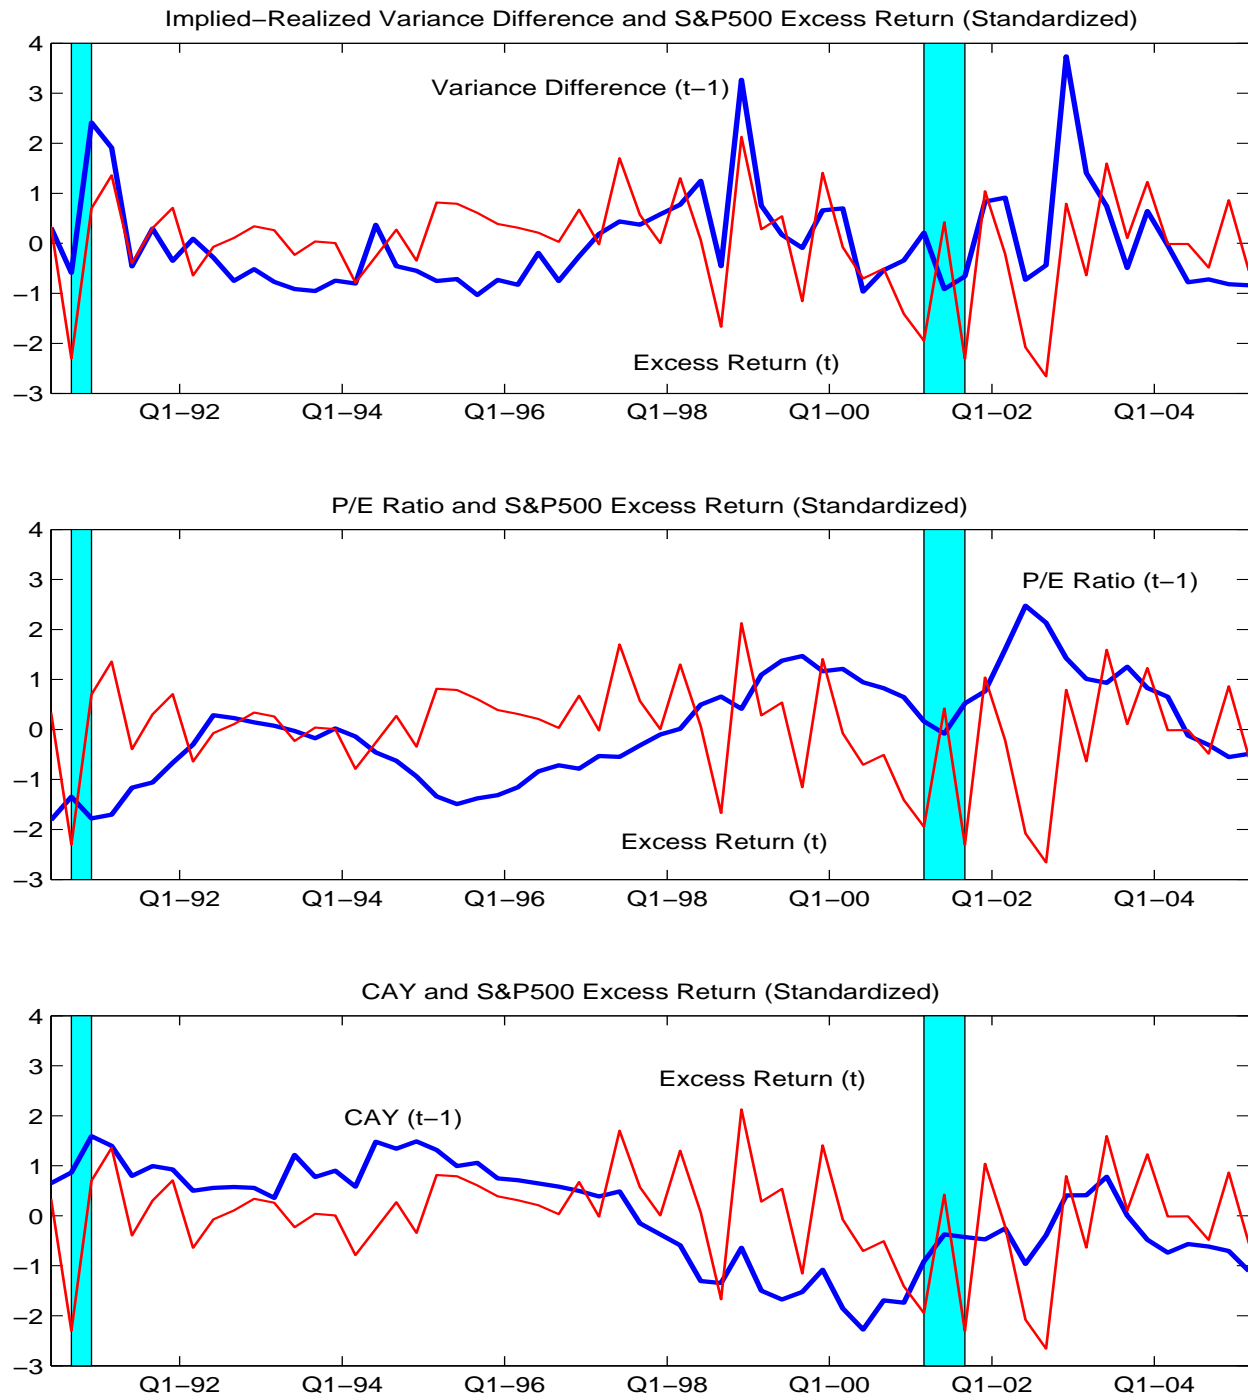 Implied−Realized Variance Difference and S&P500 Excess Return (Standardized)
4
3
2
1
0
−1
−2
−3
Variance Difference (t−1)
Excess Return (t)
Q1−92 Q1−94 Q1−96 Q1−98 Q1−00 Q1−02 Q1−04
P/E Ratio and S&P500 Excess Return (Standardized)
4
3
2
1
0
−1
−2
−3
P/E Ratio (t−1)
Excess Return (t)
Q1−92 Q1−94 Q1−96 Q1−98 Q1−00 Q1−02 Q1−04
CAY and S&P500 Excess Return (Standardized)
4
3
2
1
0
−1
−2
−3
Excess Return (t)
CAY (t−1)
Q1−92 Q1−94 Q1−96 Q1−98 Q1−00 Q1−02 Q1−04